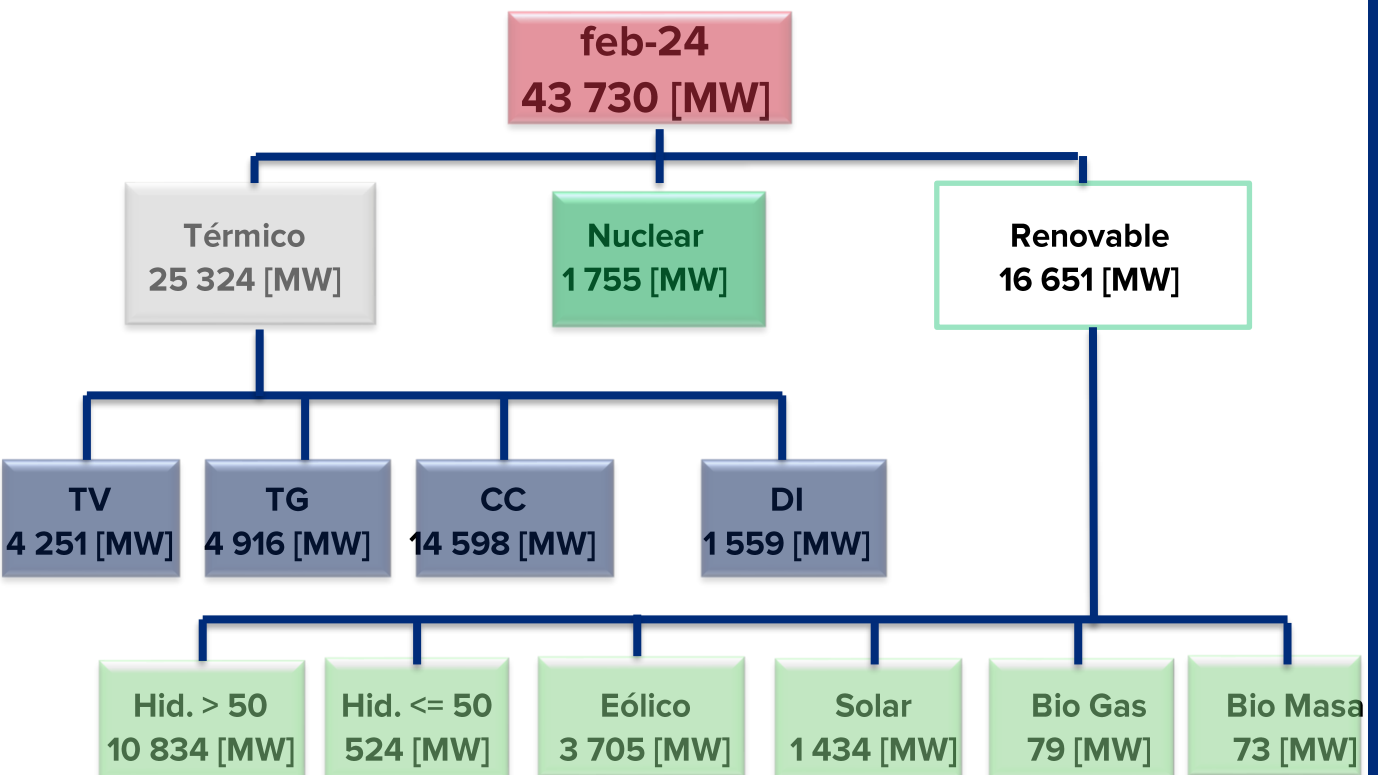 feb-24
43 730 [MW]
Térmico
25 324 [MW]
Nuclear
1 755 [MW]
Renovable
16 651 [MW]
TV
4 251 [MW]
TG
4 916 [MW]
CC
14 598 [MW]
DI
1 559 [MW]
Hid. > 50
10 834 [MW]
Hid. <= 50
524 [MW]
Eólico
3 705 [MW]
Solar
1 434 [MW]
Bio Gas
79 [MW]
Bio Masa
73 [MW]